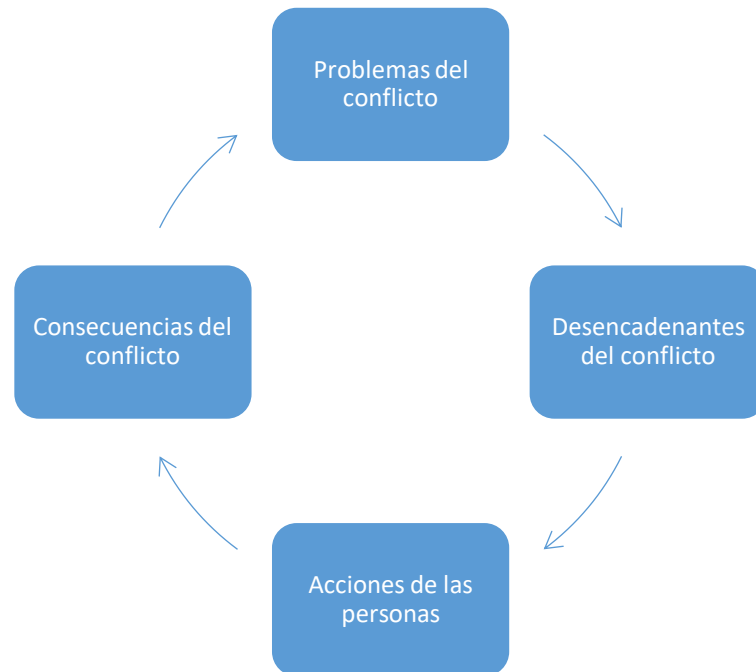 Problemas del
conflicto
Desencadenantes
del conflicto
Acciones de las
personas
Consecuencias del
conflicto